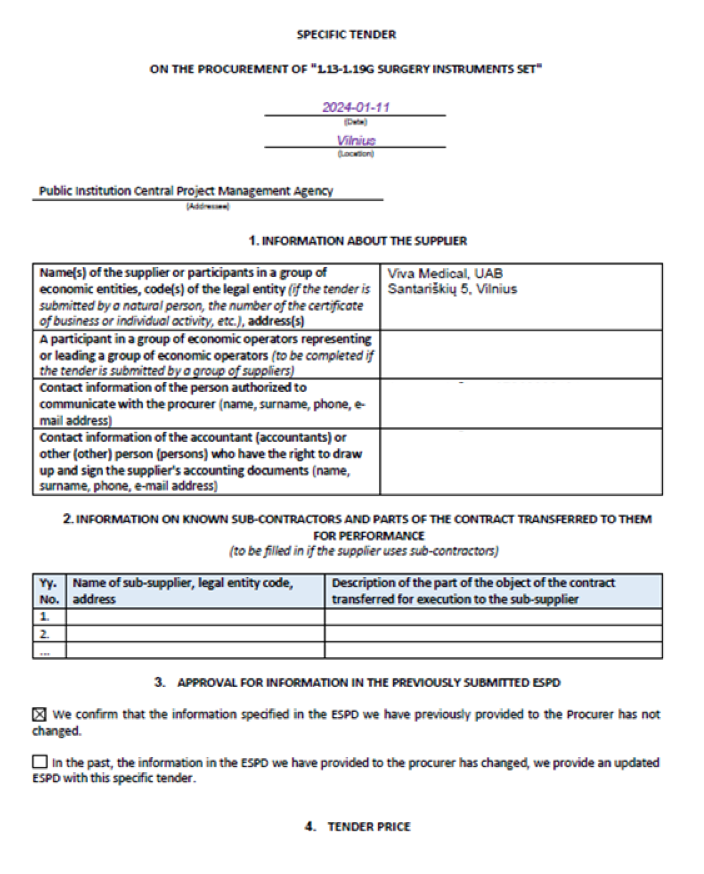 SPECIFIC TENDER
ON THE PROCUREMENT OF "1.13-1.19G SURGERY INSTRUMENTS SET"
2024-01-11
(Date)
Vilnius
(Location)
Public Institution Central Project Management Agency
(Addressee)
1. INFORMATION ABOUT THE SUPPLIER
Name(s) of the supplier or participants in a group of
economic entities, code(s) of the legal entity (if the tender is
submitted by a natural person, the number of the certificate
of business or individual activity, etc.), address(s)
Viva Medical, UAB
Santariškių 5, Vilnius
A participant in a group of economic operators representing
or leading a group of economic operators (to be completed if
the tender is submitted by a group of suppliers)
Contact information of the person authorized to
communicate with the procurer (name, surname, phone, e-
mail address)
Contact information of the accountant (accountants) or
other (other) person (persons) who have the right to draw
up and sign the supplier's accounting documents (name,
surname, phone, e-mail address)
2. INFORMATION ON KNOWN SUB-CONTRACTORS AND PARTS OF THE CONTRACT TRANSFERRED TO THEM
FOR PERFORMANCE
(to be filled in if the supplier uses sub-contractors)
Yy.
No.
Name of sub-supplier, legal entity code,
address
Description of the part of the object of the contract
transferred for execution to the sub-supplier
1.
2.
...
3. APPROVAL FOR INFORMATION IN THE PREVIOUSLY SUBMITTED ESPD
☒ We confirm that the information specified in the ESPD we have previously provided to the Procurer has not
changed.
☐ In the past, the information in the ESPD we have provided to the procurer has changed, we provide an updated
ESPD with this specific tender.
4. TENDER PRICE